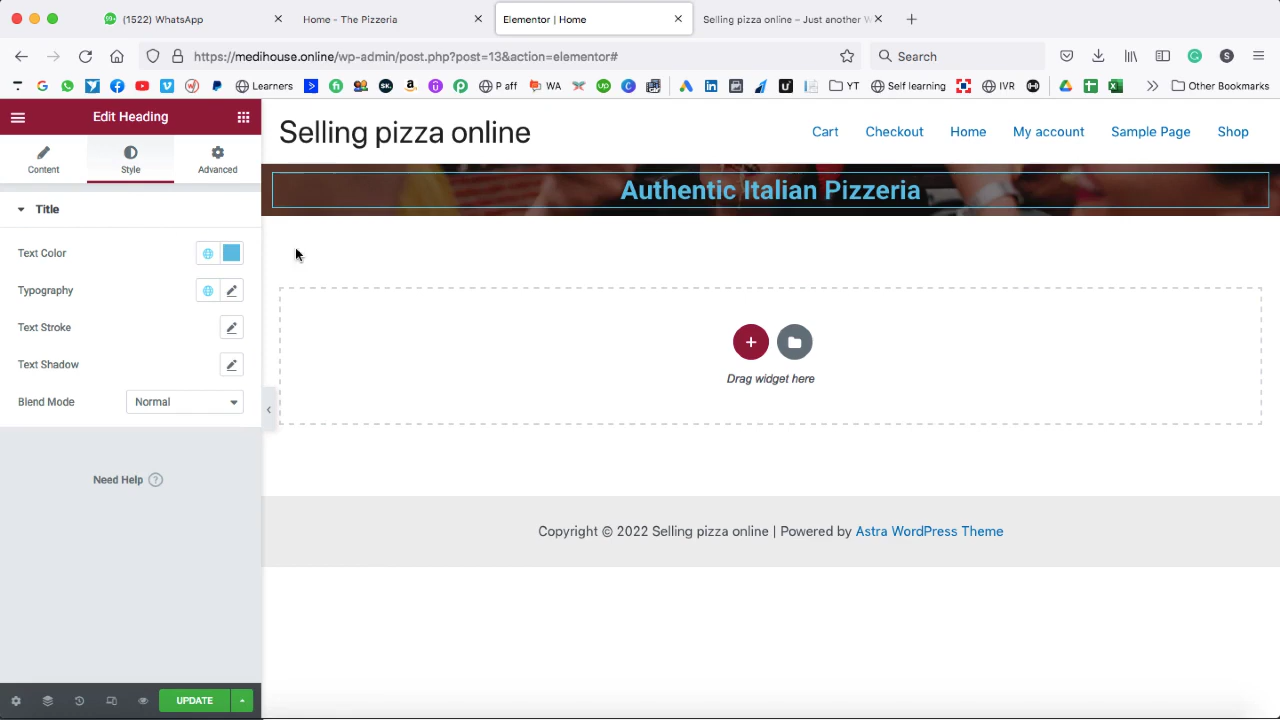 (1522) WhatsApp
Home - The Pizzeria
Elementor | Home
Selling pizza online – Just another W
https://medihouse.online/wp-admin/post.php?post=13&action=elementor#
Search
Learners
P aff
WA
YT
Self learning
IVR
Other Bookmarks
Edit Heading
Content
Style
Advanced
Title
Text Color
Typography
Text Stroke
Text Shadow
Blend Mode
Normal
Need Help
UPDATE
Selling pizza online
Cart
Checkout
Home
My account
Sample Page
Shop
Authentic Italian Pizzeria
Drag widget here
Copyright © 2022 Selling pizza online | Powered by Astra WordPress Theme